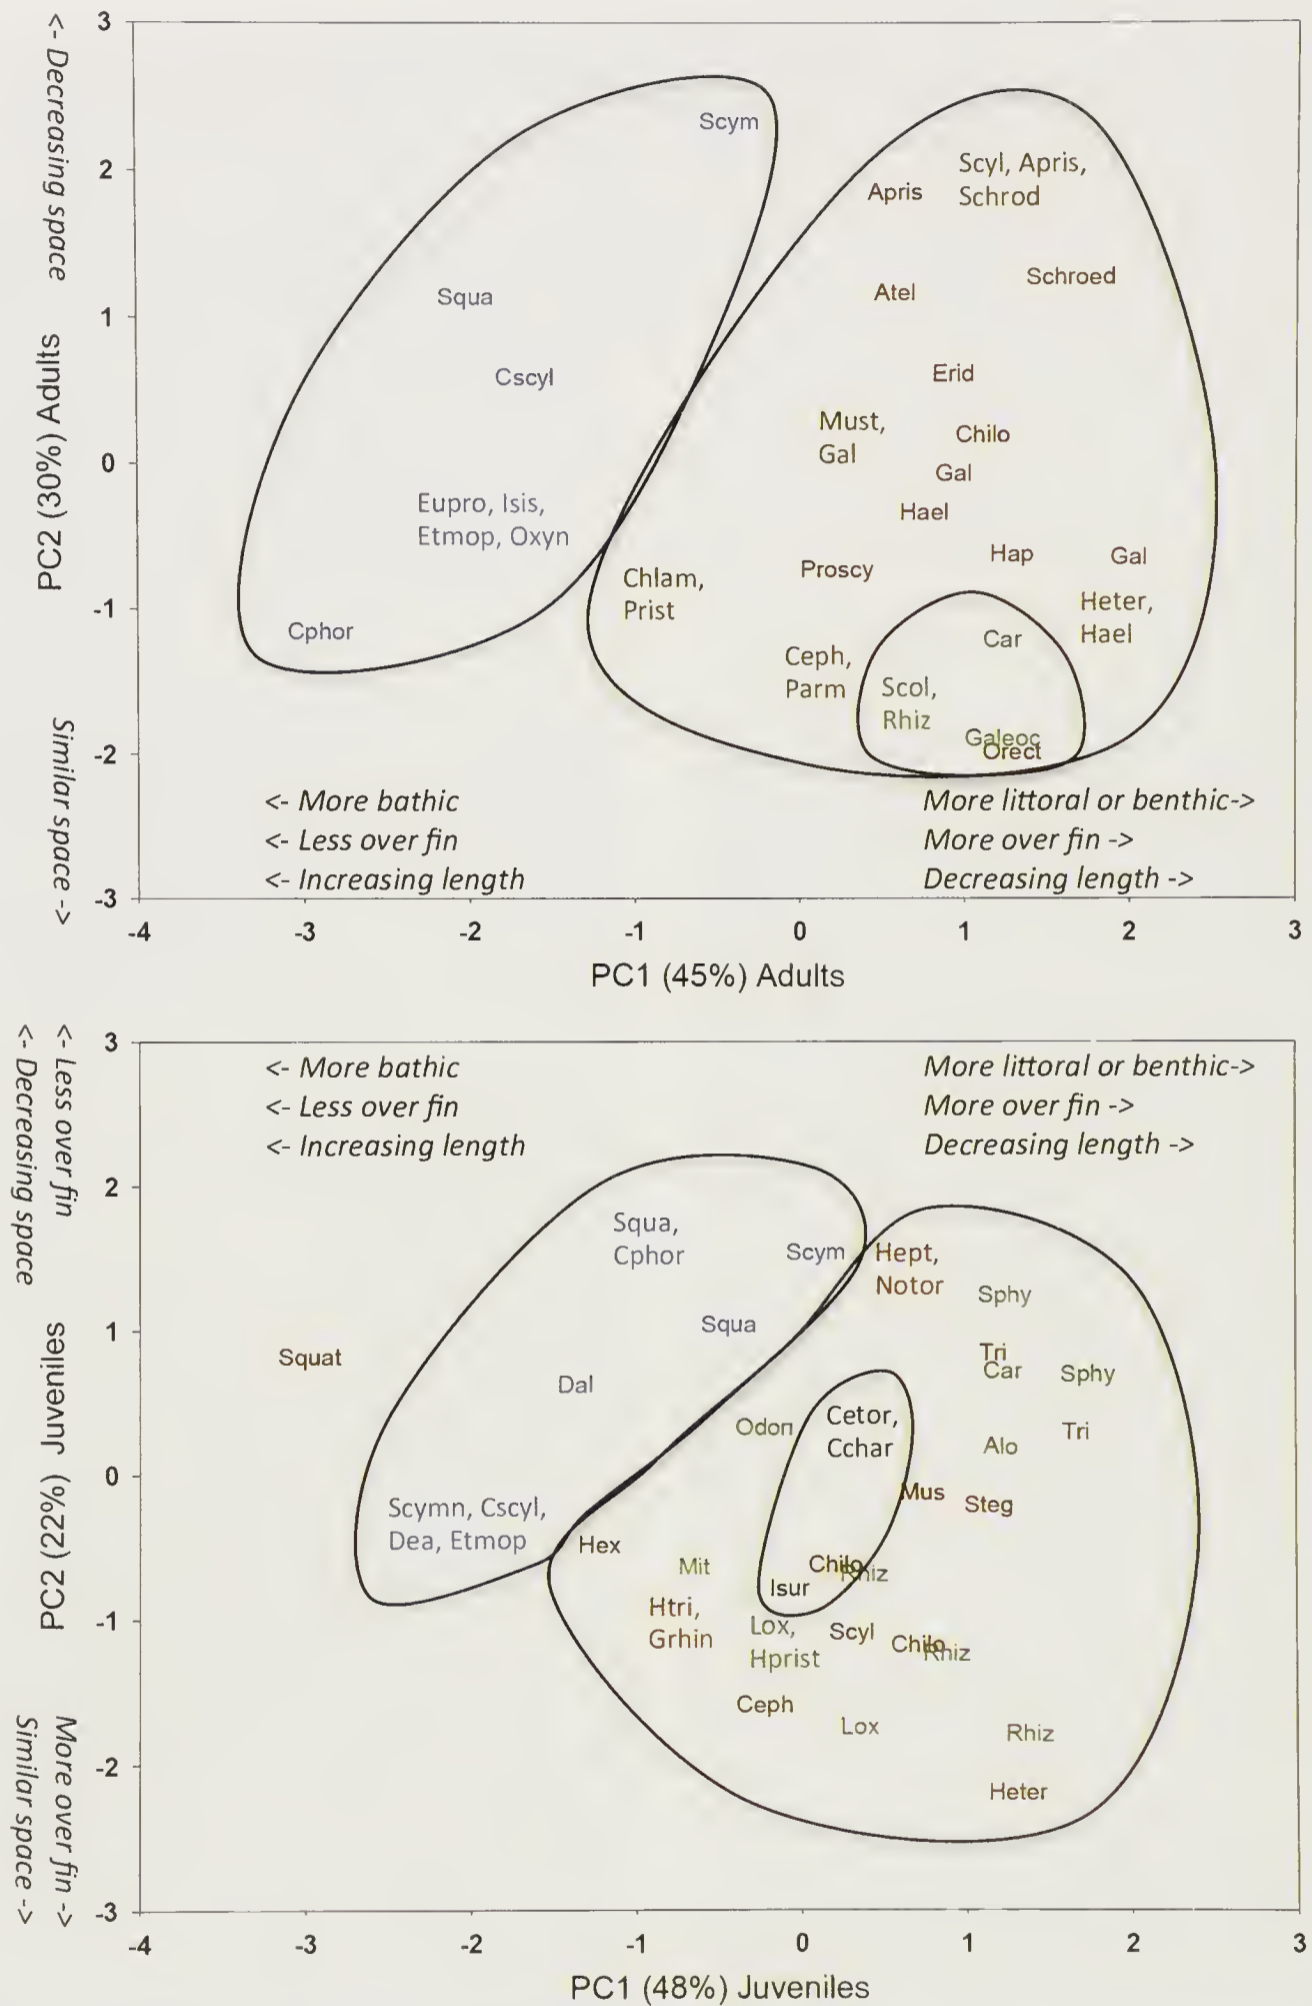 <- Decreasing space
PC2 (30%) Adults
Similar space ->
3
2
1
0
-1
-2
-3
Scym
Scyl, Apris,
Schrod
Apris
Schroed
Squa
Atel
Cscyl
Erid
Must,
Gal
Chilo
Gal
Eupro, Isis,
Etmop, Oxyn
Hael
Hap
Gal
Proscy
Chlam,
Prist
Heter,
Hael
Cphor
Car
Ceph,
Parm
Scol,
Rhiz
Galeoc
Orect
<- More bathic
<- Less over fin
<- Increasing length
More littoral or benthic->
More over fin ->
Decreasing length ->
-4
-3
-2
-1
0
1
2
3
PC1 (45%) Adults
<- Less over fin
<- Decreasing space
PC2 (22%) Juveniles
More over fin ->
Similar space ->
3
2
1
0
-1
-2
-3
<- More bathic
<- Less over fin
<- Increasing length
More littoral or benthic->
More over fin ->
Decreasing length ->
Squa,
Cphor
Scym
Hept,
Notor
Sphy
Squa
Squat
Tri
Car
Sphy
Dal
Odon
Cetor,
Cchar
Tri
Alo
Mus
Steg
Scymn, Cscyl,
Dea, Etmop
Hex
Mit
Chilo
Rhiz
Isur
Htri,
Grhin
Lox,
Hprist
Scyl
Chilo
Rhiz
Ceph
Lox
Rhiz
Heter
-4
-3
-2
-1
0
1
2
3
PC1 (48%) Juveniles